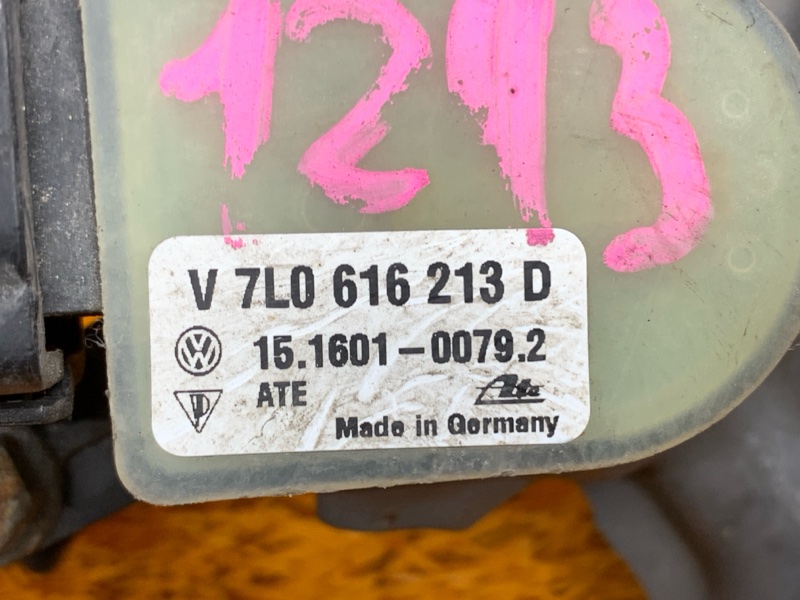 1213
V 7L0 616 213 D
15.1601-0079.2
ATE
Ate
Made in Germany